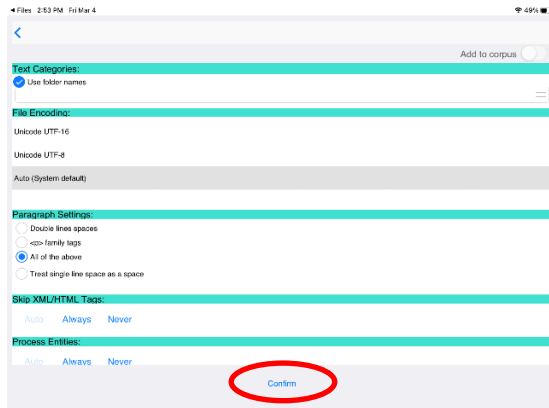 Files 2:53 PM Fri Mar 4 49%
Add to corpus
Text Categories:
Use folder names
File Encoding:
Unicode UTF-16
Unicode UTF-8
Auto (System default)
Paragraph Settings:
Double lines spaces
<p> family tags
All of the above
Treat single line space as a space
Skip XML/HTML Tags:
Auto Always Never
Process Entities:
Auto Always Never
Confirm